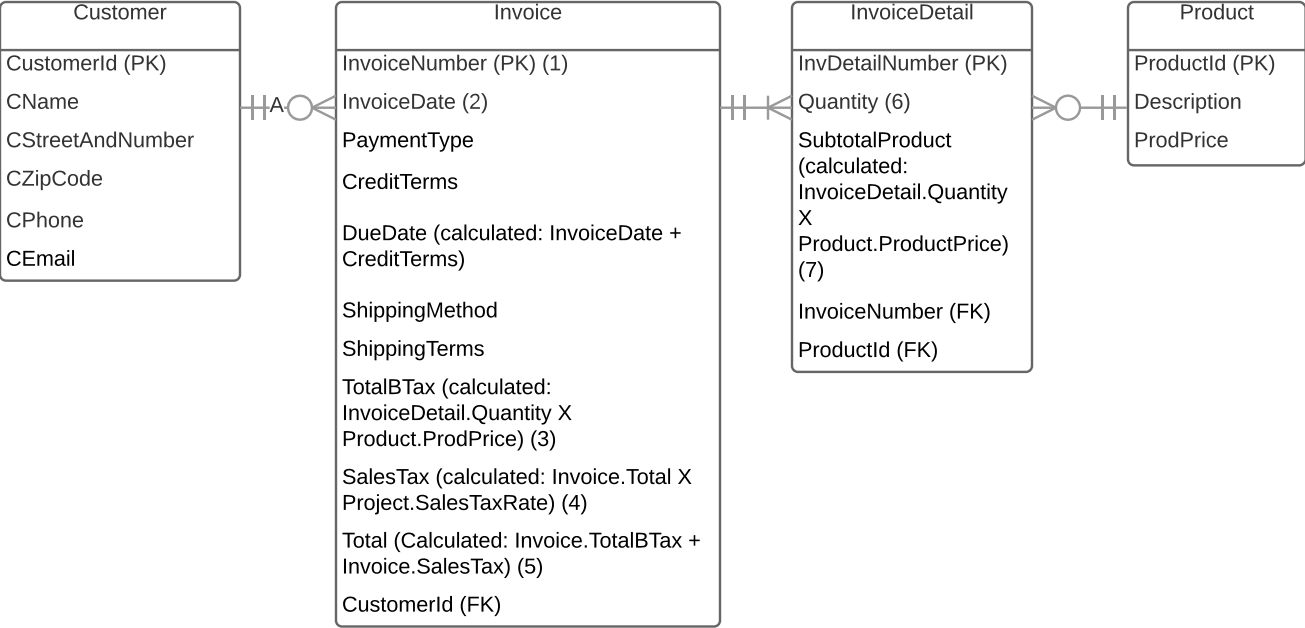 Customer
CustomerId (PK)
CName
CStreetAndNumber
CZipCode
CPhone
CEmail
A
Invoice
InvoiceNumber (PK) (1)
InvoiceDate (2)
PaymentType
CreditTerms
DueDate (calculated: InvoiceDate +
CreditTerms)
ShippingMethod
ShippingTerms
TotalBTax (calculated:
InvoiceDetail.Quantity X
Product.ProdPrice) (3)
SalesTax (calculated: Invoice.Total X
Project.SalesTaxRate) (4)
Total (Calculated: Invoice.TotalBTax +
Invoice.SalesTax) (5)
CustomerId (FK)
InvoiceDetail
InvDetailNumber (PK)
Quantity (6)
SubtotalProduct
(calculated:
InvoiceDetail.Quantity
X
Product.ProductPrice)
(7)
InvoiceNumber (FK)
ProductId (FK)
Product
ProductId (PK)
Description
ProdPrice